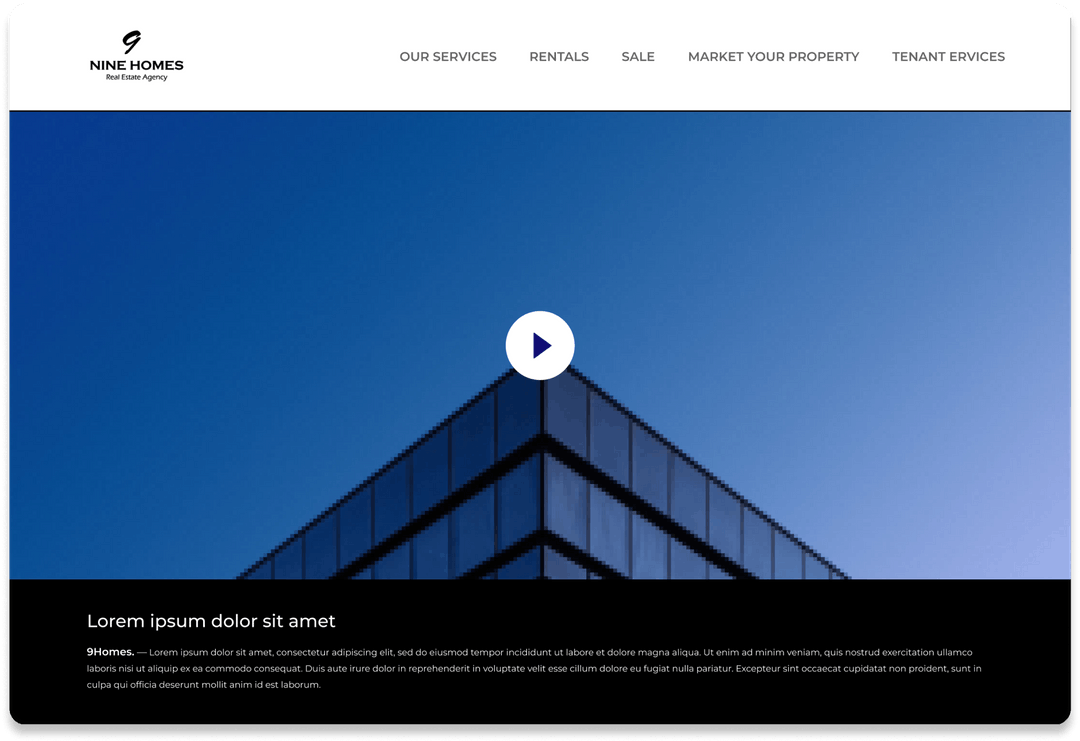 9
NINE HOMES
Real Estate Agency
OUR SERVICES RENTALS SALE MARKET YOUR PROPERTY TENANT ERVICES
Lorem ipsum dolor sit amet
9Homes. — Lorem ipsum dolor sit amet, consectetur adipiscing elit, sed do eiusmod tempor incididunt ut labore et dolore magna aliqua. Ut enim ad minim veniam, quis nostrud exercitation ullamco
laboris nisi ut aliquip ex ea commodo consequat. Duis aute irure dolor in reprehenderit in voluptate velit esse cillum dolore eu fugiat nulla pariatur. Excepteur sint occaecat cupidatat non proident, sunt in
culpa qui officia deserunt mollit anim id est laborum.